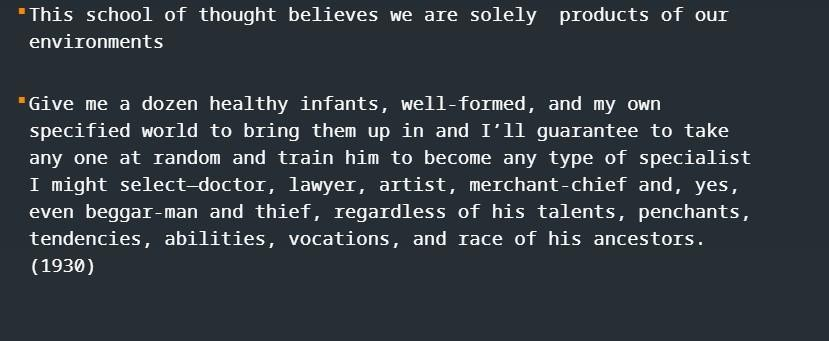 ▪This school of thought believes we are solely  products of our
environments
▪Give me a dozen healthy infants, well-formed, and my own
specified world to bring them up in and I’ll guarantee to take
any one at random and train him to become any type of specialist
I might select—doctor, lawyer, artist, merchant-chief and, yes,
even beggar-man and thief, regardless of his talents, penchants,
tendencies, abilities, vocations, and race of his ancestors.
(1930)